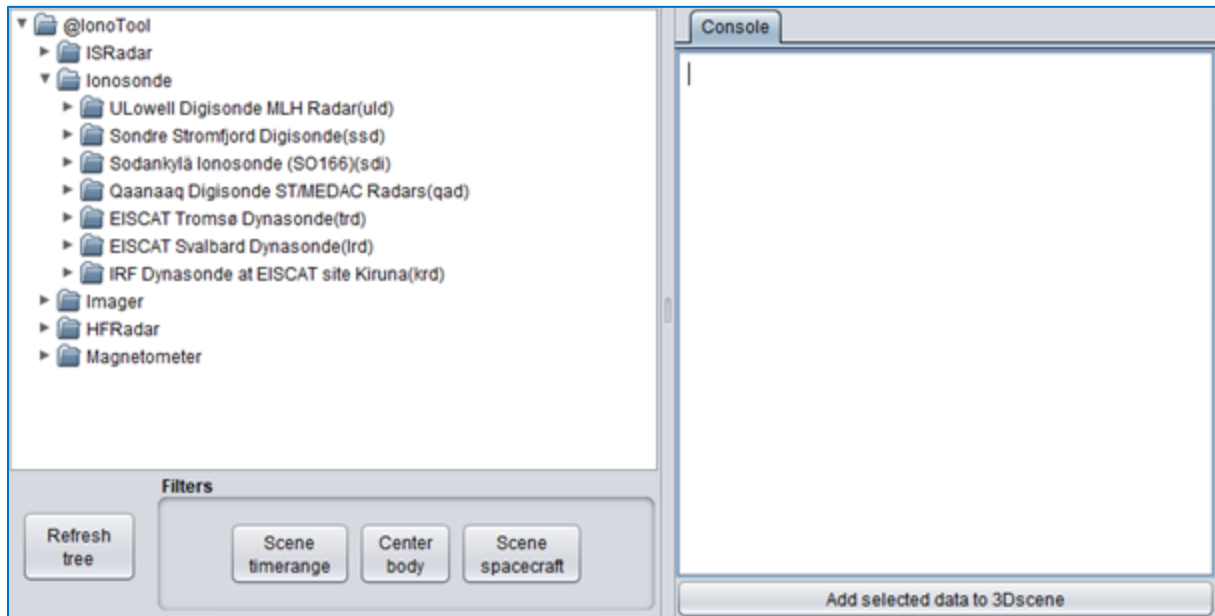 @IonoTool
ISRadar
Ionosonde
ULowell Digisonde MLH Radar(uld)
Sondre Stromfjord Digisonde(ssd)
Sodankylä Ionosonde (SO166)(sdi)
Qaanaaq Digisonde ST/MEDAC Radars(qad)
EISCAT Tromsø Dynasonde(trd)
EISCAT Svalbard Dynasonde(lrd)
IRF Dynasonde at EISCAT site Kiruna(krd)
Imager
HFRadar
Magnetometer
Filters
Refresh
tree
Scene
timerange
Center
body
Scene
spacecraft
Console
Add selected data to 3Dscene